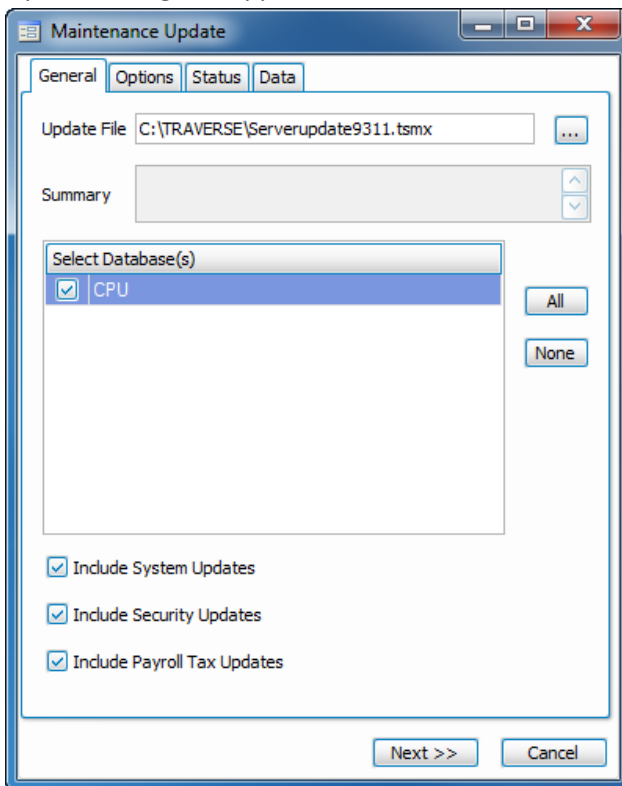 Maintenance Update
General Options Status Data
Update File C:\TRAVERSE\Serverupdate9311.tsmx ...
Summary
Select Database(s)
CPU
All
None
Include System Updates
Include Security Updates
Include Payroll Tax Updates
Next >> Cancel